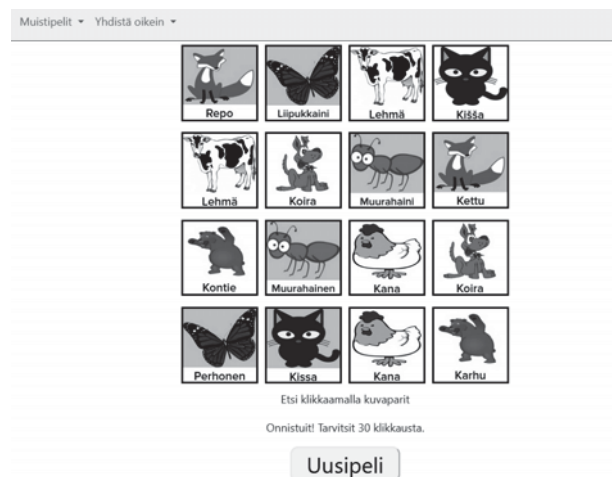 Muistipelit Yhdistä oikein
Repo Liipukkaini Lehmä Kišša
Lehmä Koira Muurahaini Kettu
Kontie Muurahainen Kana Koira
Perhonen Kissa Kana Karhu
Etsi klikkaamalla kuvaparit
Onnistuit! Tarvitsit 30 klikkausta.
Uusipeli